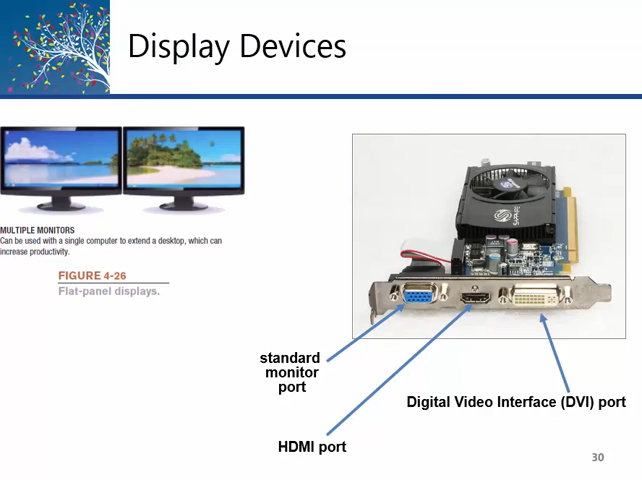 Display Devices
MULTIPLE MONITORS
Can be used with a single computer to extend a desktop, which can
increase productivity.
FIGURE 4-26
Flat-panel displays.
standard
monitor
port
Digital Video Interface (DVI) port
HDMI port
30